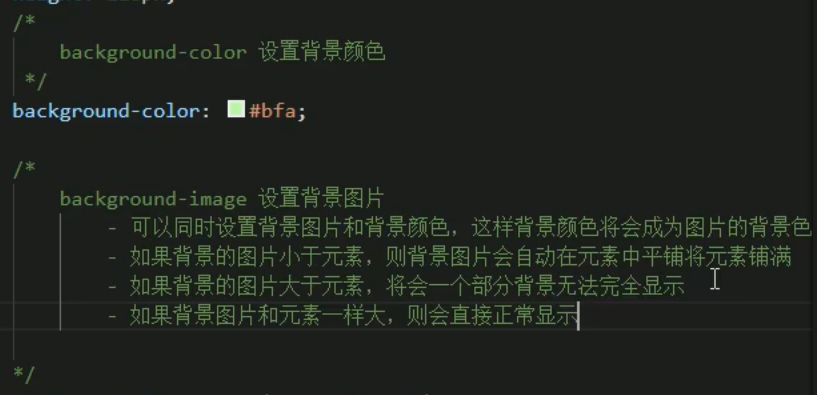 /*
background-color 设置背景颜色
*/
background-color: #bfa;
/*
background-image 设置背景图片
- 可以同时设置背景图片和背景颜色，这样背景颜色将会成为图片的背景色
- 如果背景的图片小于元素，则背景图片会自动在元素中平铺将元素铺满
- 如果背景的图片大于元素，将会一个部分背景无法完全显示
- 如果背景图片和元素一样大，则会直接正常显示
*/